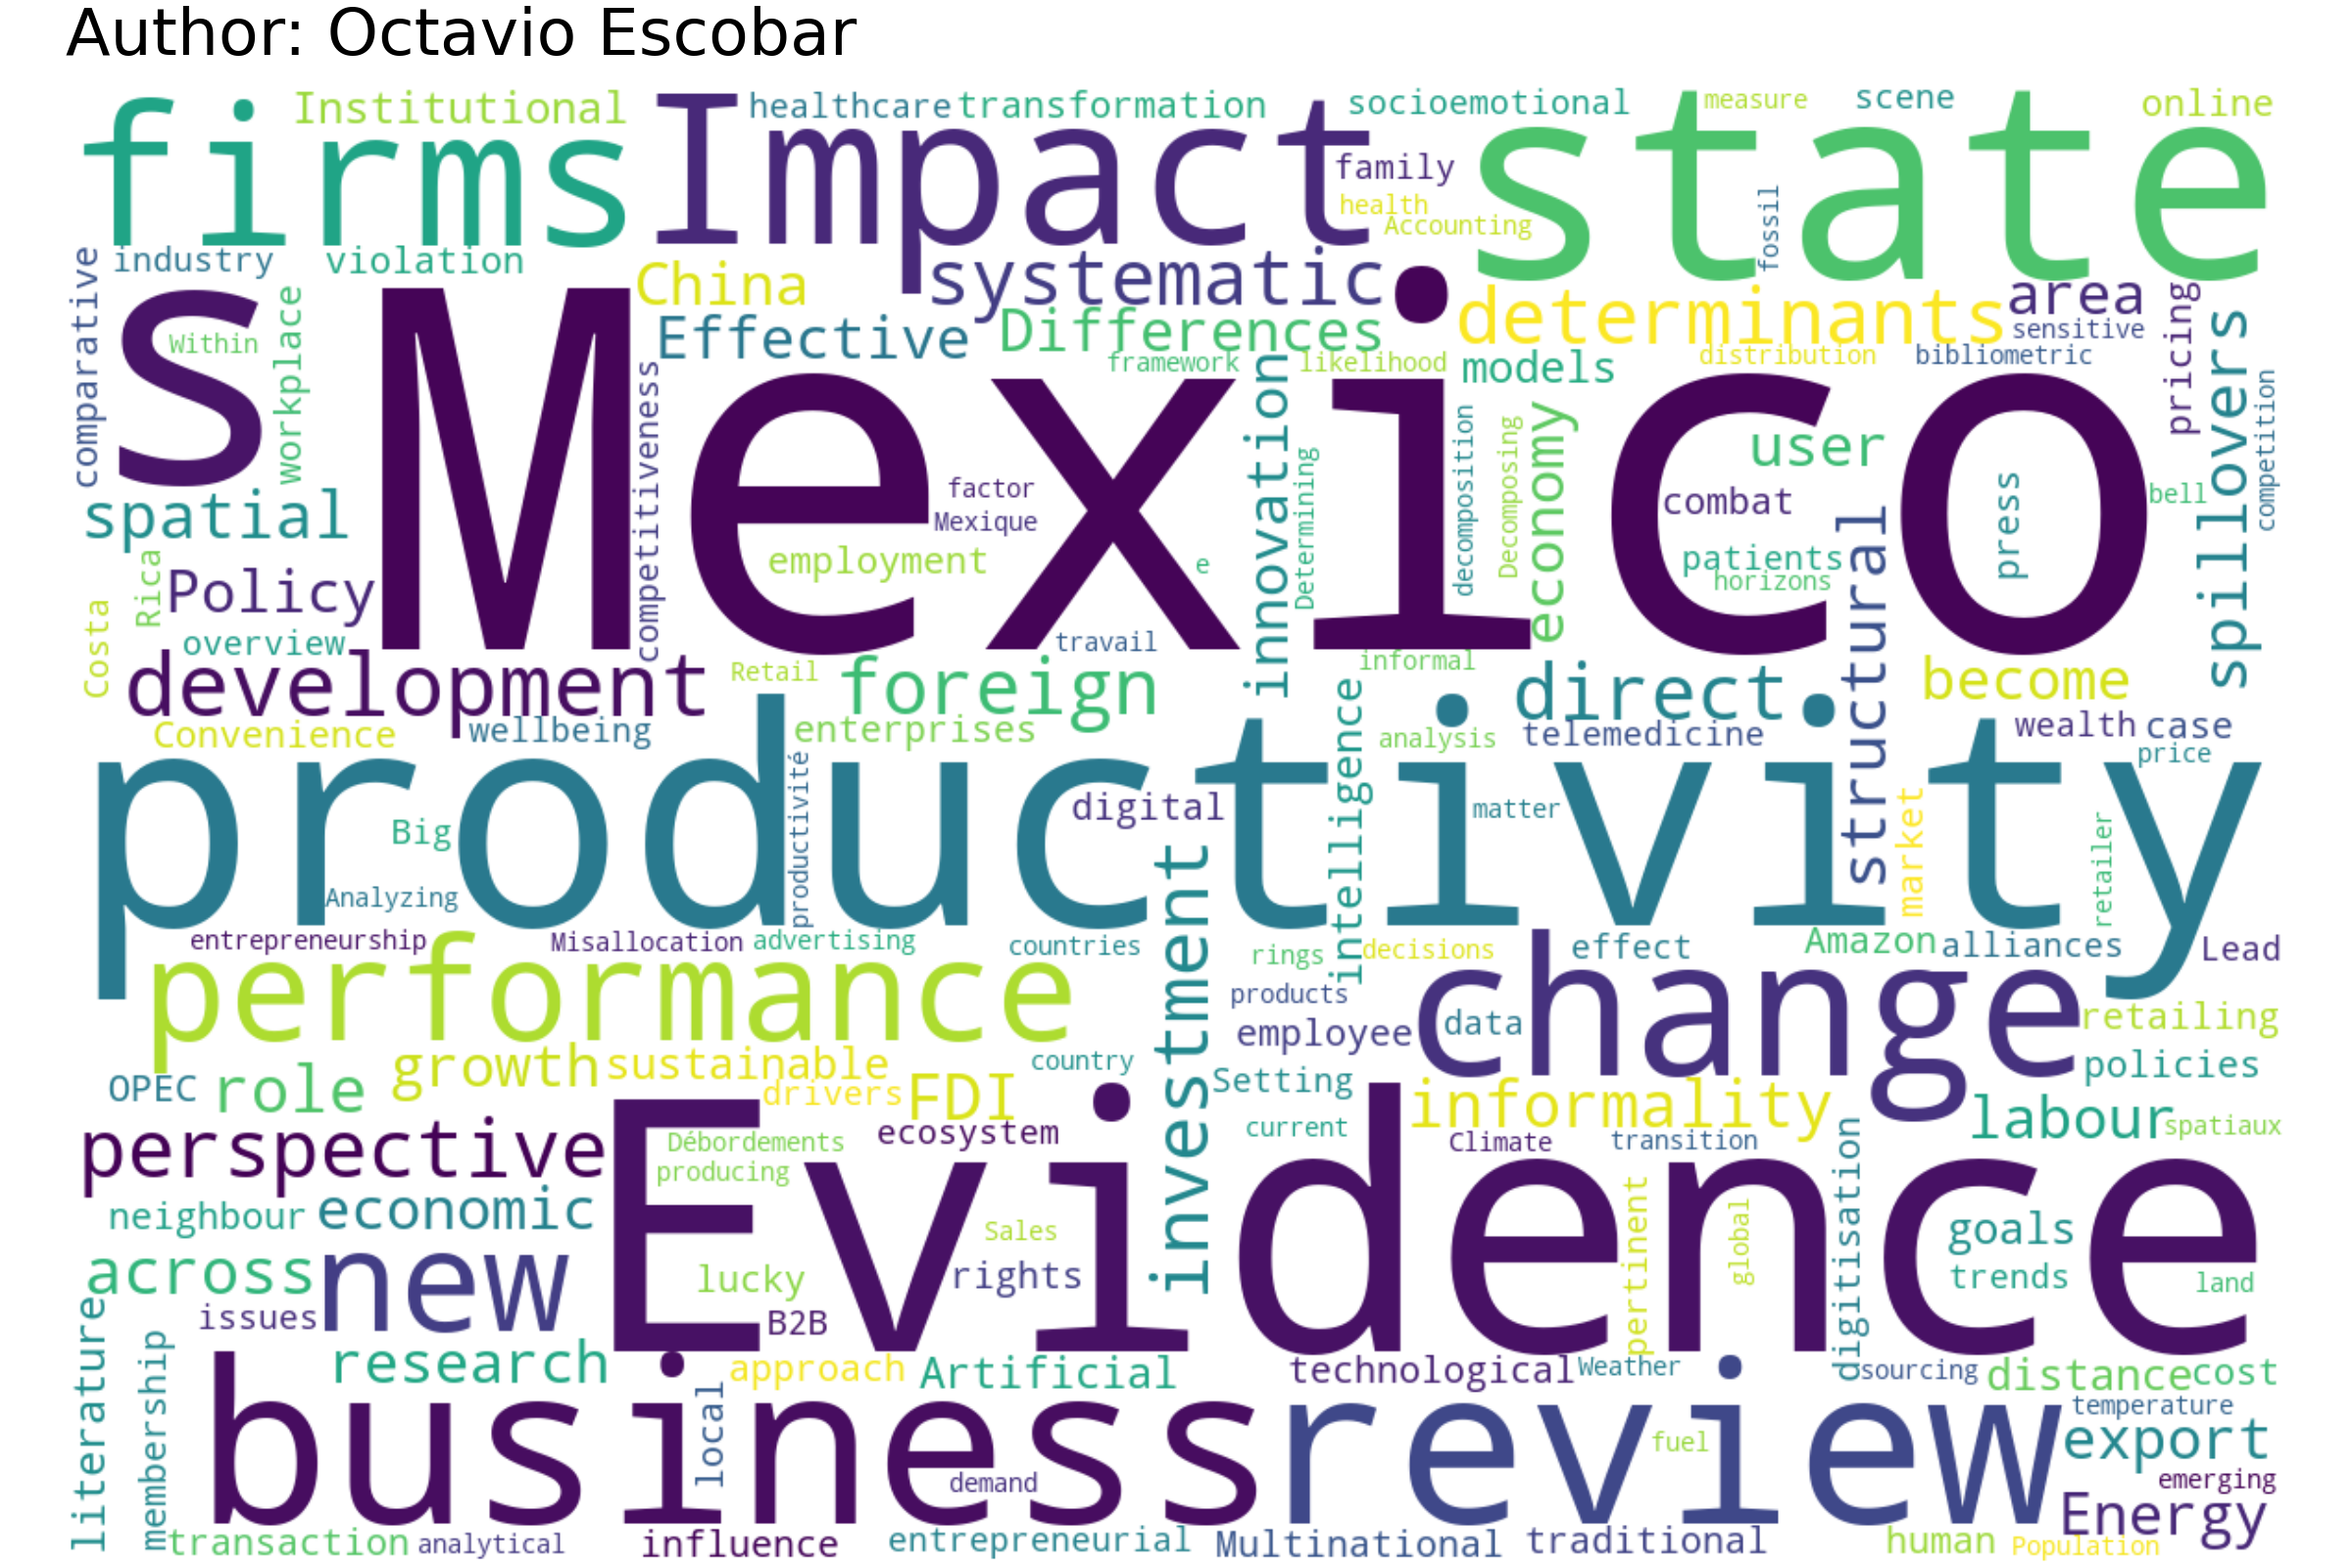 Author: Octavio Escobar
firms
Institutional
Impact
healthcare
transformation
socioemotional
state
measure
scene
online
family
health
Accounting
fossil
industry
violation
comparative
s
Within
workplace
China
systematic
Effective
Differences
determinants
area
sensitive
pricing
spillovers
framework
likelihood
models
distribution
bibliometric
competition
Mexico
competitiveness
factor
Mexique
employment
e
innovation
Determining
decomposition
Decomposing
economy
user
combat
patients
horizons
structural
press
bell
spatial
Policy
Rica
Costa
overview
travail
development
Retail
foreign
informal
direct
become
Convenience
wellbeing
enterprises
intelligence
analysis
telemedicine
wealth
case
price
productivity
productivité
Big
digital
matter
market
retailer
Analyzing
entrepreneurship
Misallocation
advertising
countries
investment
rings
decisions
effect
Amazon
alliances
Lead
performance
products
change
employee
data
retailing
growth
sustainable
country
policies
OPEC
role
drivers
FDI
Setting
informality
labour
perspective
Débordements
ecosystem
current
Climate
transition
spatiaux
producing
Evidence
digitisation
neighbour
economic
Sales
pertinent
global
goals
across
new
lucky
rights
trends
land
issues
B2B
literature
membership
research
approach
Artificial
technological
Weather
sourcing
distance
cost
business
local
review
temperature
fuel
export
demand
emerging
Energy
transaction
analytical
influence
entrepreneurial
Multinational
traditional
human
Population